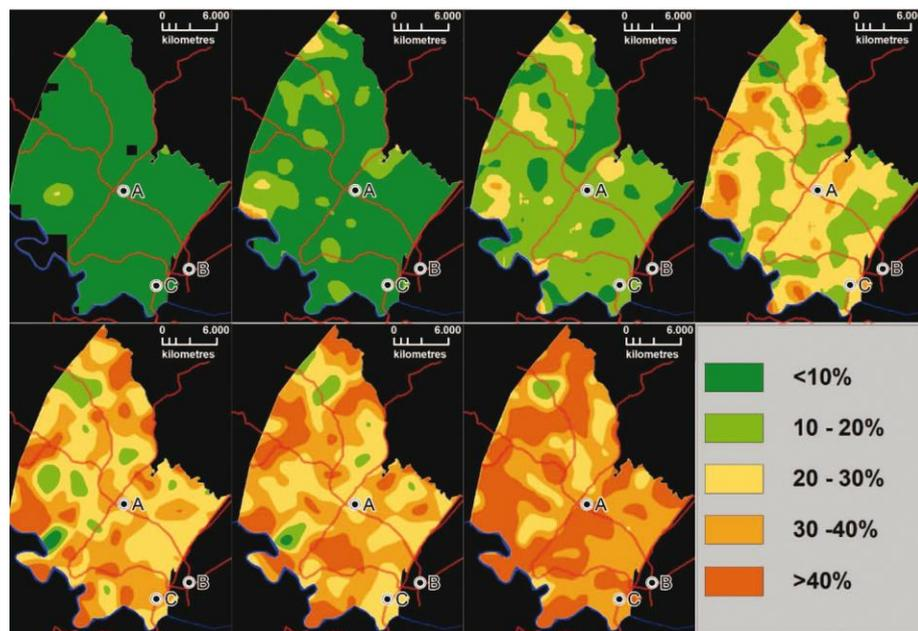 0 6.000
kilometres
A
B
C
0 6.000
kilometres
A
B
C
0 6.000
kilometres
A
B
C
0 6.000
kilometres
A
B
C
0 6.000
kilometres
A
B
C
0 6.000
kilometres
A
B
C
0 6.000
kilometres
A
B
C
<10%
10 - 20%
20 - 30%
30 -40%
>40%